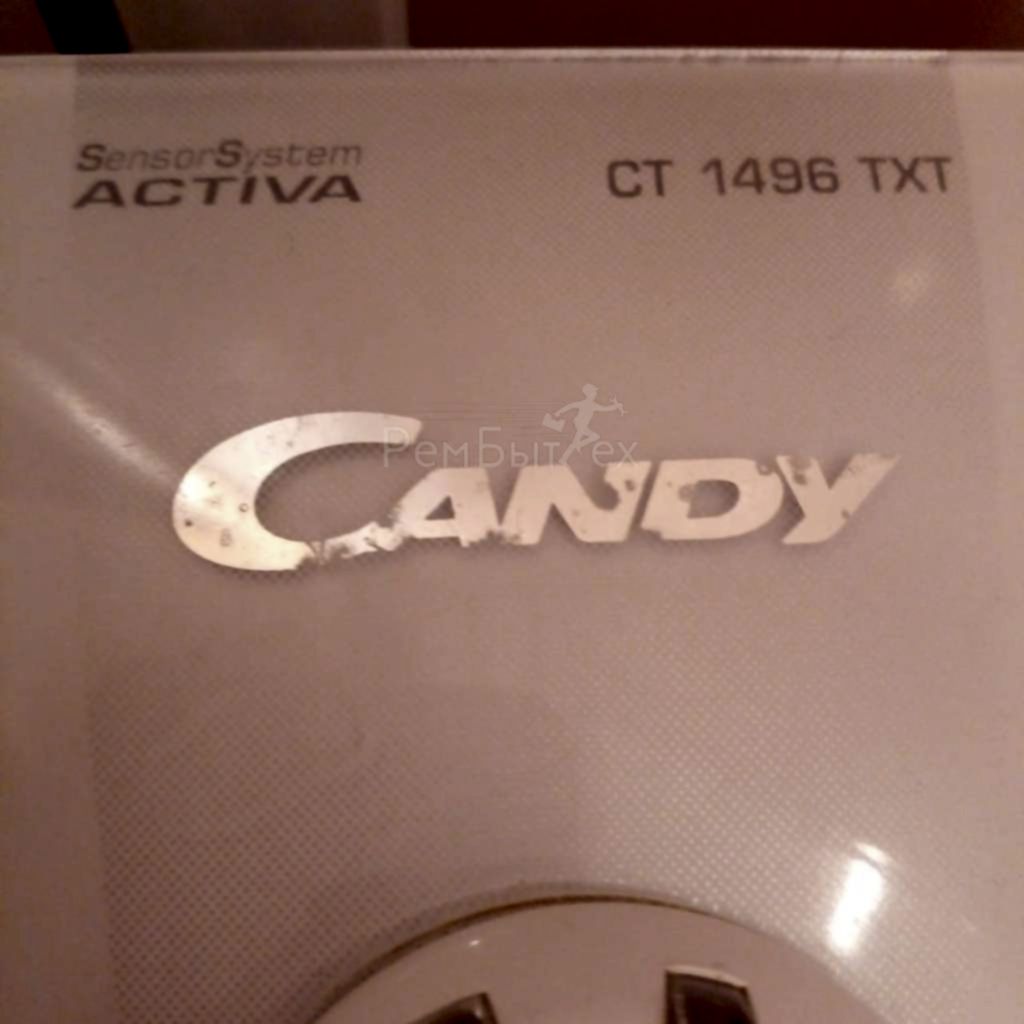 SensorSystem
ACTIVA
CT 1496 TXT
РемБытТех
CANDY